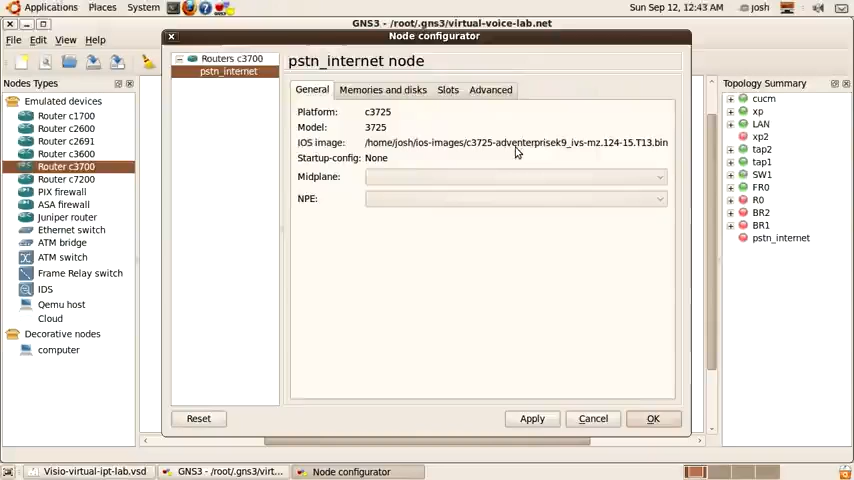 Applications Places System
Sun Sep 12, 12:43 AM josh
GNS3 - /root/.gns3/virtual-voice-lab.net
File Edit View Help
Node configurator
Nodes Types
Emulated devices
Router c1700
Router c2600
Router c2691
Router c3600
Router c3700
Router c7200
PIX firewall
ASA firewall
Juniper router
Ethernet switch
ATM bridge
ATM switch
Frame Relay switch
IDS
Qemu host
Cloud
Decorative nodes
computer
Routers c3700
pstn_internet
pstn_internet node
General Memories and disks Slots Advanced
Platform: c3725
Model: 3725
IOS image: /home/josh/ios-images/c3725-adventerprisek9_ivs-mz.124-15.T13.bin
Startup-config: None
Midplane:
NPE:
Reset Apply Cancel OK
Topology Summary
cucm
xp
LAN
xp2
tap2
tap1
SW1
FR0
R0
BR2
BR1
pstn_internet
Visio-virtual-ipt-lab.vsd GNS3 - /root/.gns3/virt... Node configurator